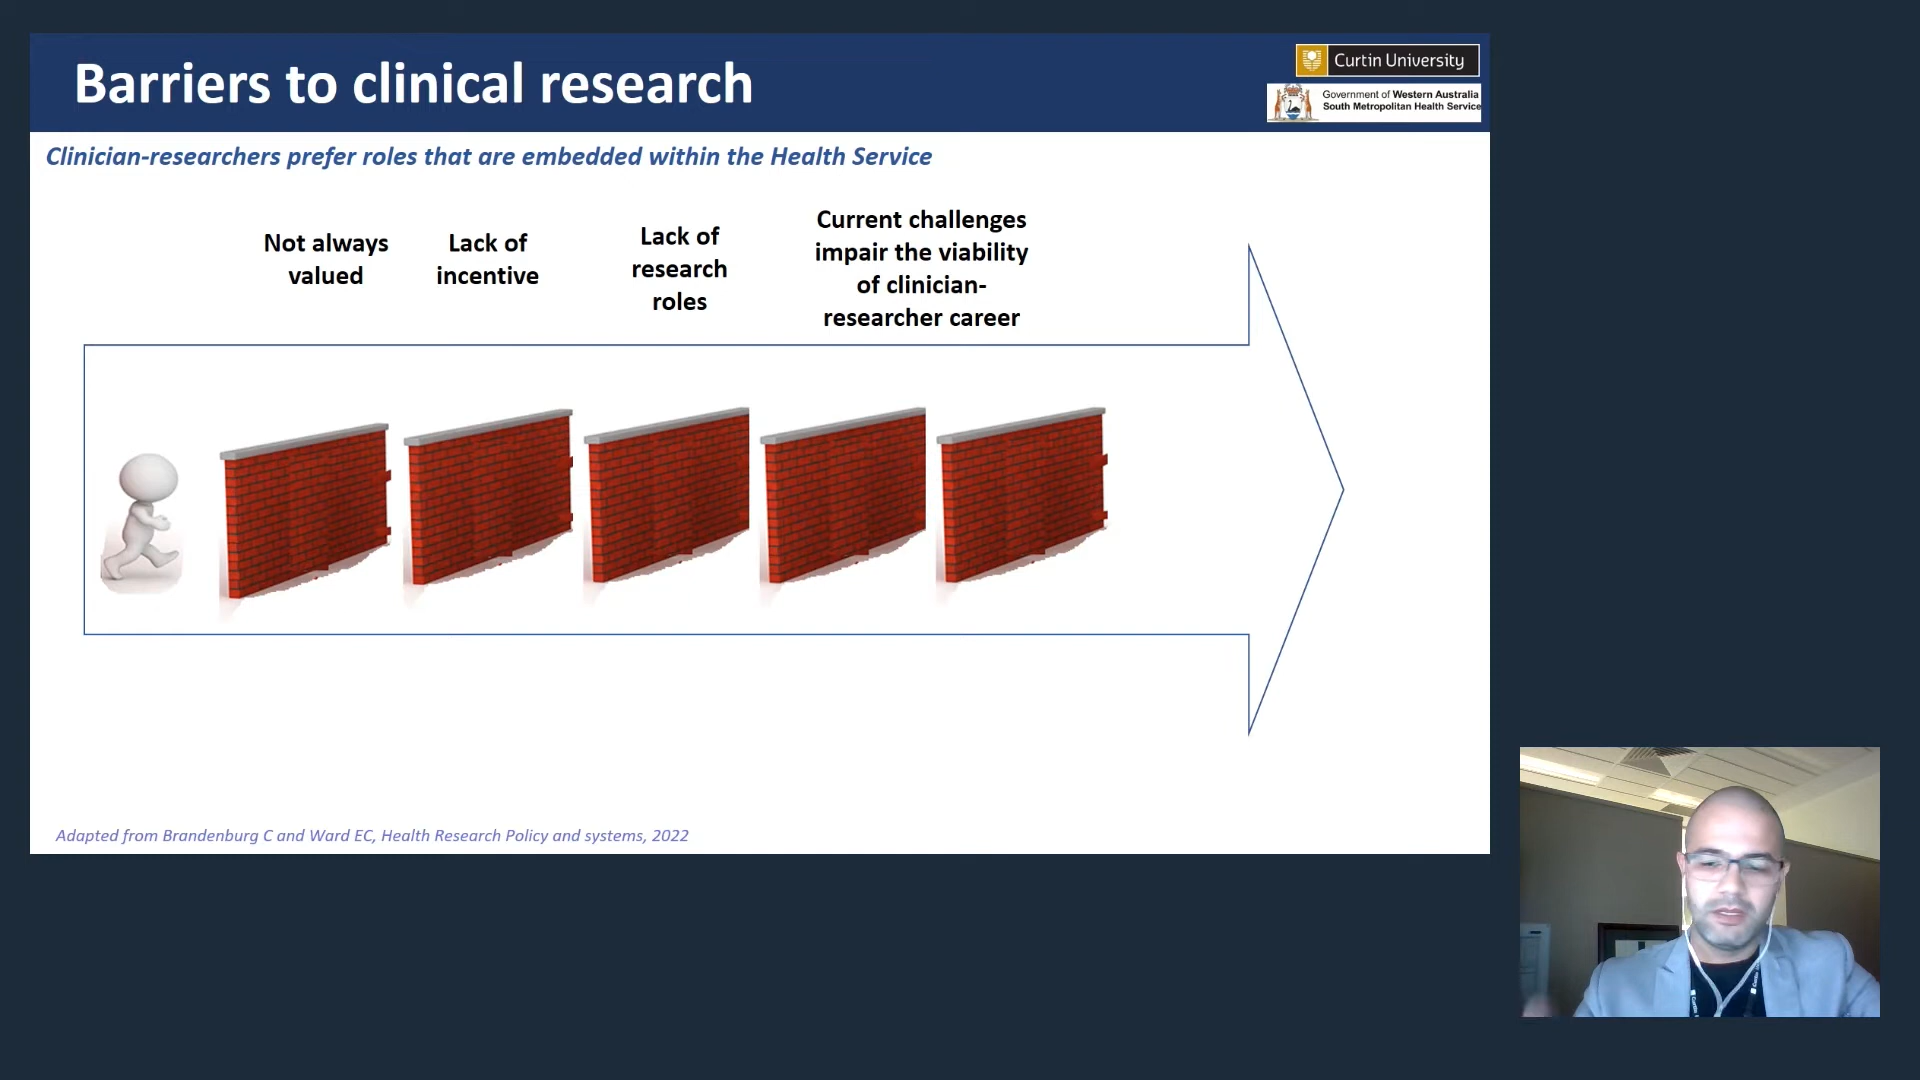 Barriers to clinical research
Curtin University
Government of Western Australia
South Metropolitan Health Service
Clinician-researchers prefer roles that are embedded within the Health Service
Not always
valued
Lack of
incentive
Lack of
research
roles
Current challenges
impair the viability
of clinician-
researcher career
Adapted from Brandenburg C and Ward EC, Health Research Policy and systems, 2022